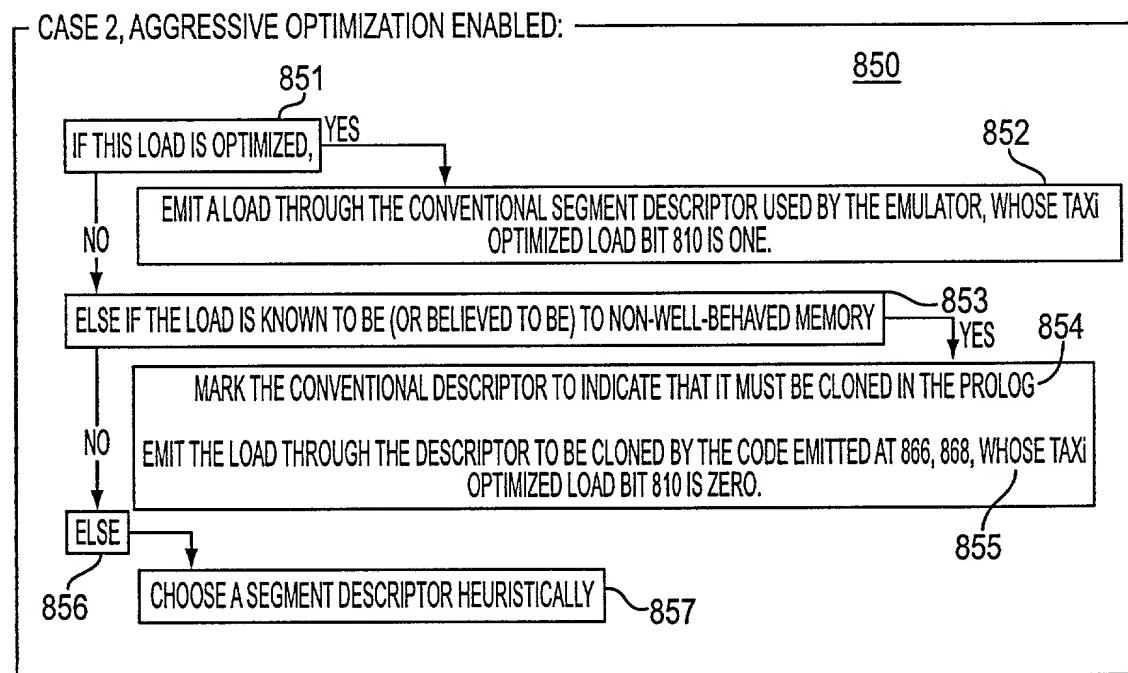 CASE 2, AGGRESSIVE OPTIMIZATION ENABLED:
850
851
IF THIS LOAD IS OPTIMIZED,
YES
852
EMIT A LOAD THROUGH THE CONVENTIONAL SEGMENT DESCRIPTOR USED BY THE EMULATOR, WHOSE TAXi
OPTIMIZED LOAD BIT 810 IS ONE.
NO
ELSE IF THE LOAD IS KNOWN TO BE (OR BELIEVED TO BE) TO NON-WELL-BEHAVED MEMORY
853
YES
854
MARK THE CONVENTIONAL DESCRIPTOR TO INDICATE THAT IT MUST BE CLONED IN THE PROLOG
NO
EMIT THE LOAD THROUGH THE DESCRIPTOR TO BE CLONED BY THE CODE EMITTED AT 866, 868, WHOSE TAXi
OPTIMIZED LOAD BIT 810 IS ZERO.
855
ELSE
856
CHOOSE A SEGMENT DESCRIPTOR HEURISTICALLY
857